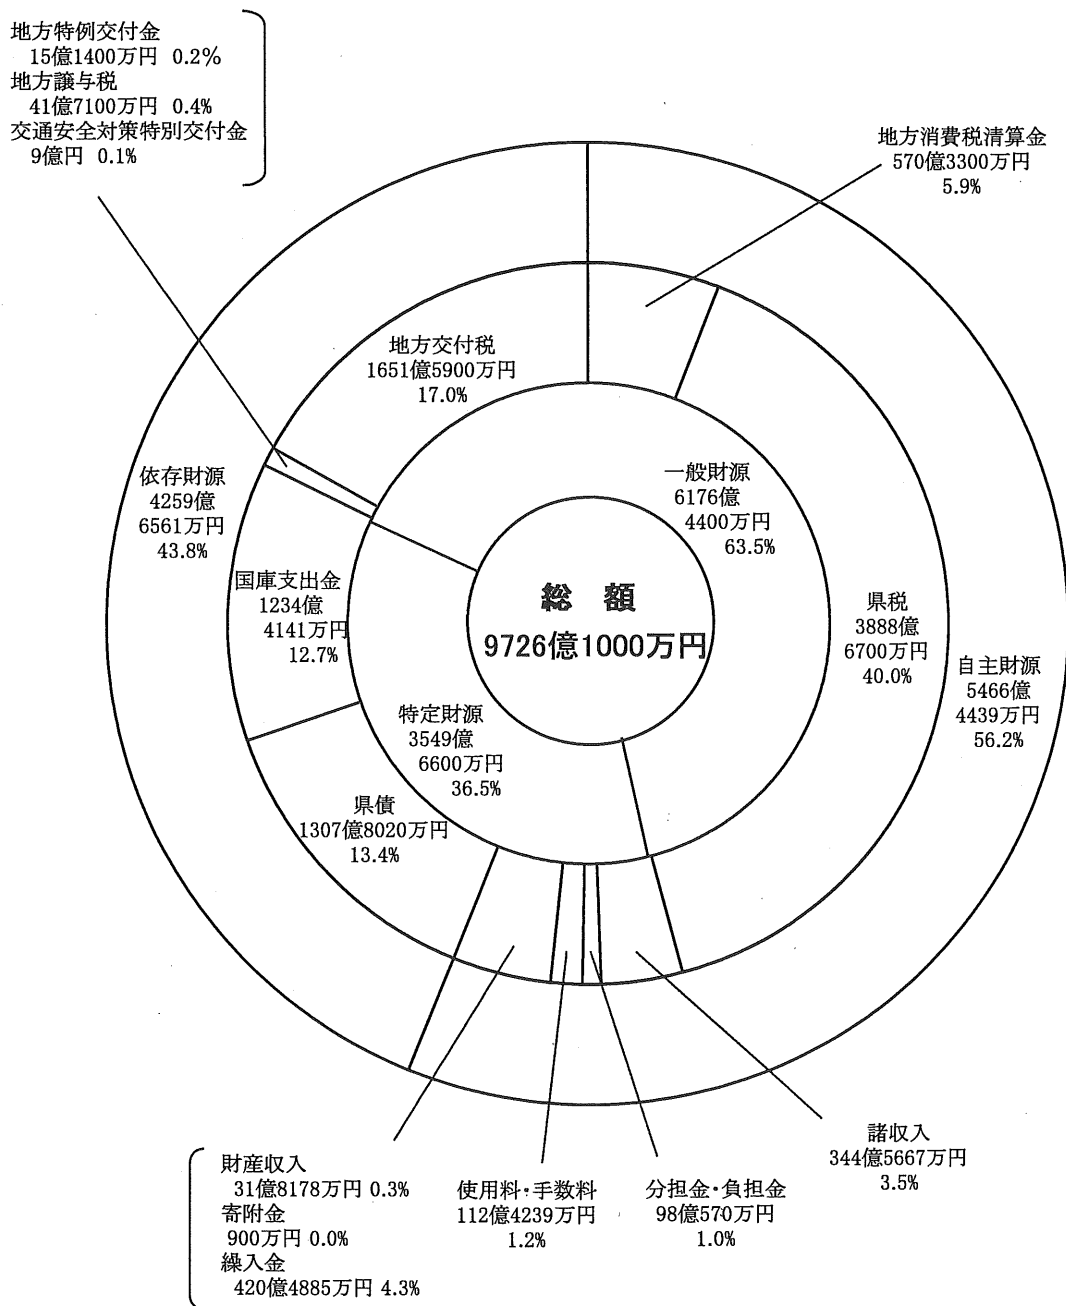 地方特例交付金
15億1400万円 0.2%
地方譲与税
41億7100万円 0.4%
交通安全対策特別交付金
9億円 0.1%
地方消費税清算金
570億3300万円
5.9%
地方交付税
1651億5900万円
17.0%
依存財源
4259億
6561万円
43.8%
一般財源
6176億
4400万円
63.5%
国庫支出金
1234億
4141万円
12.7%
総 額
9726億1000万円
県税
3888億
6700万円
40.0%
自主財源
5466億
4439万円
56.2%
特定財源
3549億
6600万円
36.5%
県債
1307億8020万円
13.4%
諸収入
344億5667万円
3.5%
財産収入
31億8178万円 0.3%
寄附金
900万円 0.0%
繰入金
420億4885万円 4.3%
使用料・手数料
112億4239万円
1.2%
分担金・負担金
98億570万円
1.0%